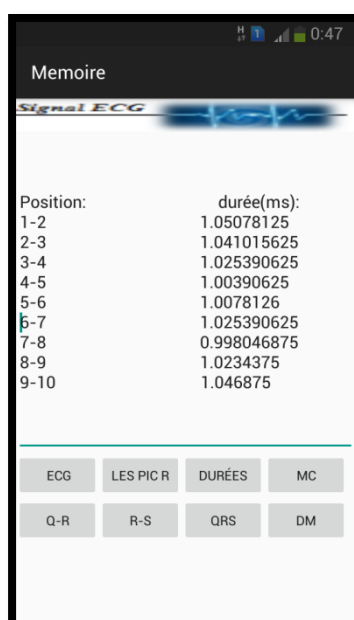 H 1 0:47
Memoire
Signal ECG
Position: durée(ms):
1-2 1.05078125
2-3 1.041015625
3-4 1.025390625
4-5 1.00390625
5-6 1.0078126
6-7 1.025390625
7-8 0.998046875
8-9 1.0234375
9-10 1.046875
ECG LES PIC R DURÉES MC
Q-R R-S QRS DM